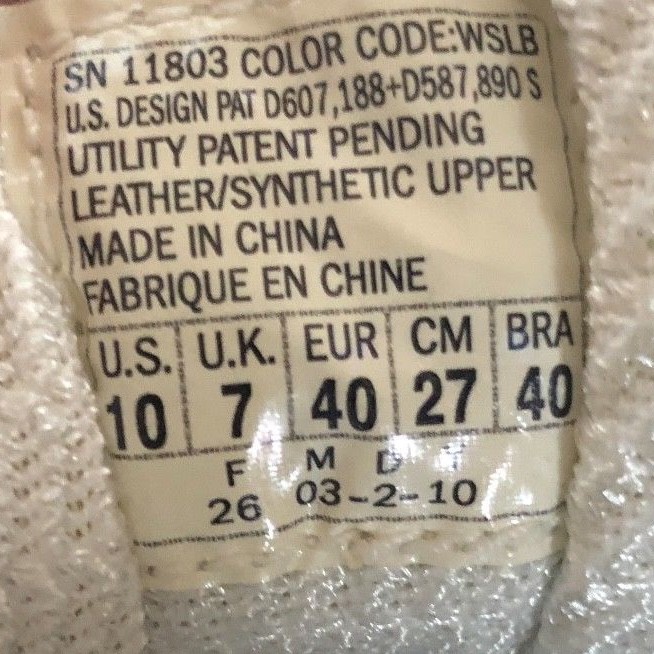 SN 11803 COLOR CODE:WSLB
U.S. DESIGN PAT D607,188+D587,890 S
UTILITY PATENT PENDING
LEATHER/SYNTHETIC UPPER
MADE IN CHINA
FABRIQUE EN CHINE
U.S. U.K. EUR CM BRA
10 7 40 27 40
F M D
26 03-2-10